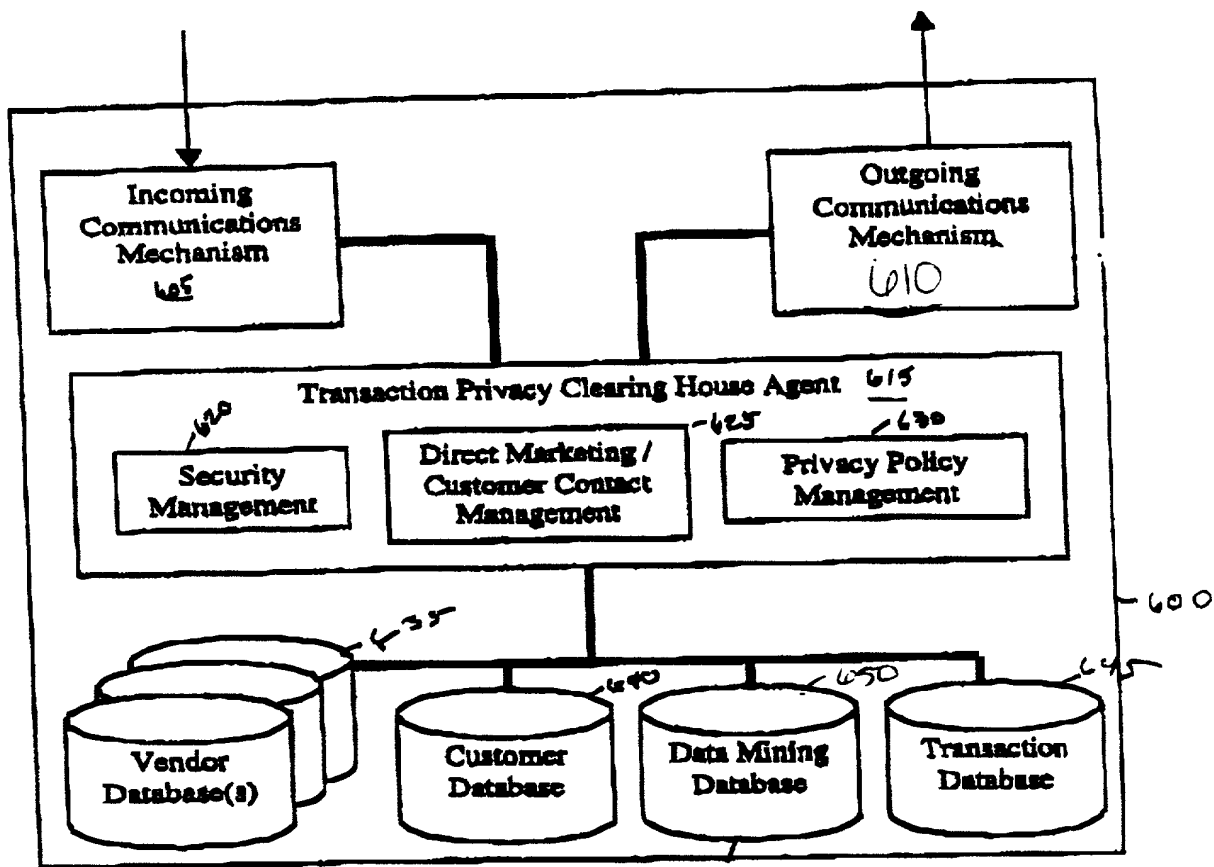 Incoming
Communications
Mechanism
605
Outgoing
Communications
Mechanism
610
Transaction Privacy Clearing House Agent 615
620
Security
Management
625
Direct Marketing /
Customer Contact
Management
630
Privacy Policy
Management
600
635
Vendor
Database(s)
640
Customer
Database
650
Data Mining
Database
645
Transaction
Database